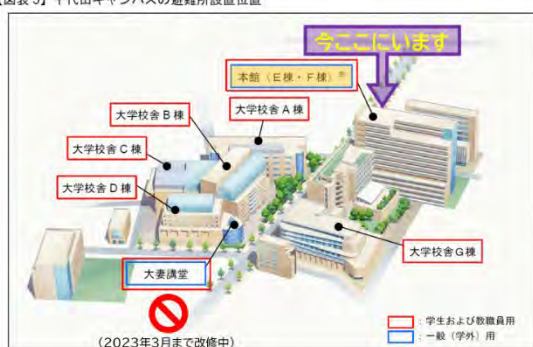 千代田キャンパスの避難所設置位置
今ここにいます
本館（E棟・F棟）※
大学校舎A棟
大学校舎B棟
大学校舎C棟
大学校舎D棟
大学校舎G棟
大妻講堂
（2023年3月まで改修中）
：学生および教職員用
：一般（学外）用